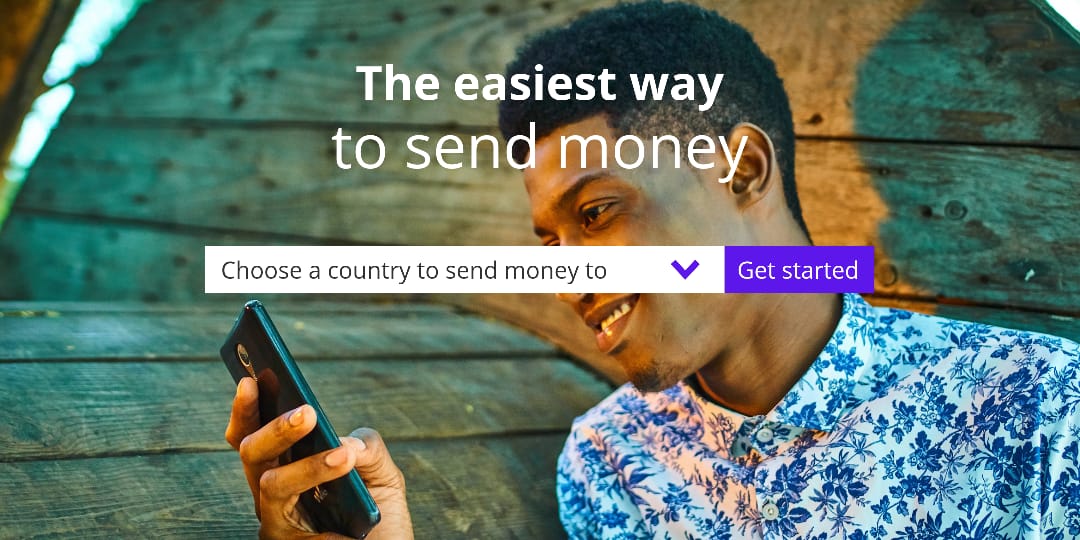 The easiest way
to send money
Choose a country to send money to
Get started